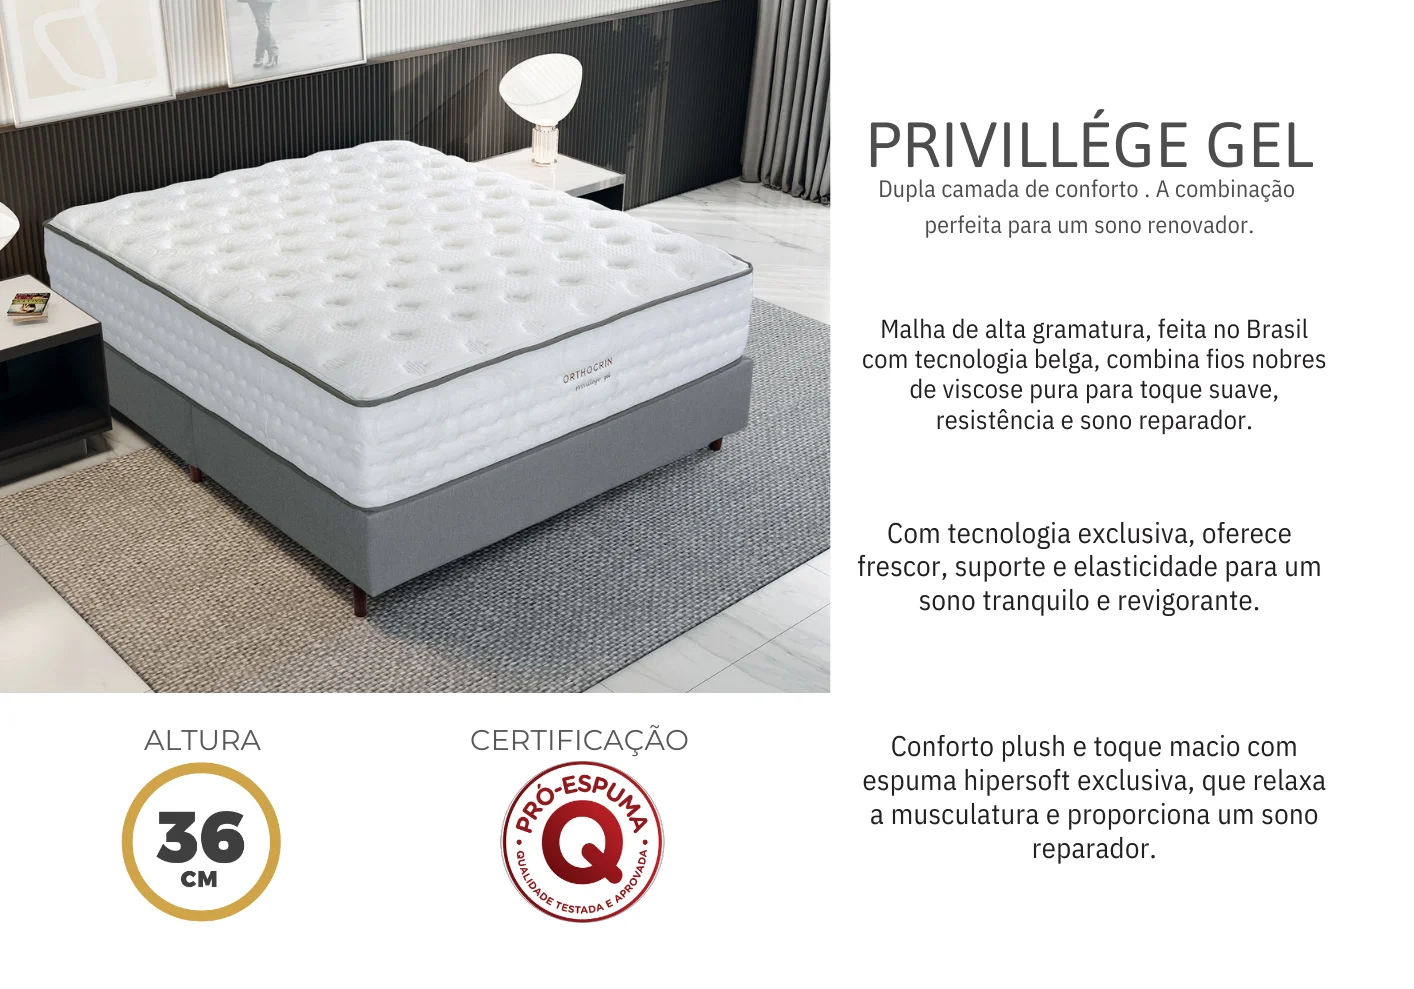 PRIVILLÉGE GEL
Dupla camada de conforto . A combinação
perfeita para um sono renovador.
Malha de alta gramatura, feita no Brasil
com tecnologia belga, combina fios nobres
de viscose pura para toque suave,
resistência e sono reparador.
Com tecnologia exclusiva, oferece
frescor, suporte e elasticidade para um
sono tranquilo e revigorante.
Conforto plush e toque macio com
espuma hipersoft exclusiva, que relaxa
a musculatura e proporciona um sono
reparador.
ORTHOCRIN
privillége gel
ALTURA
36
CM
CERTIFICAÇÃO
PRÓ-ESPUMA
Q
• QUALIDADE TESTADA E APROVADA •